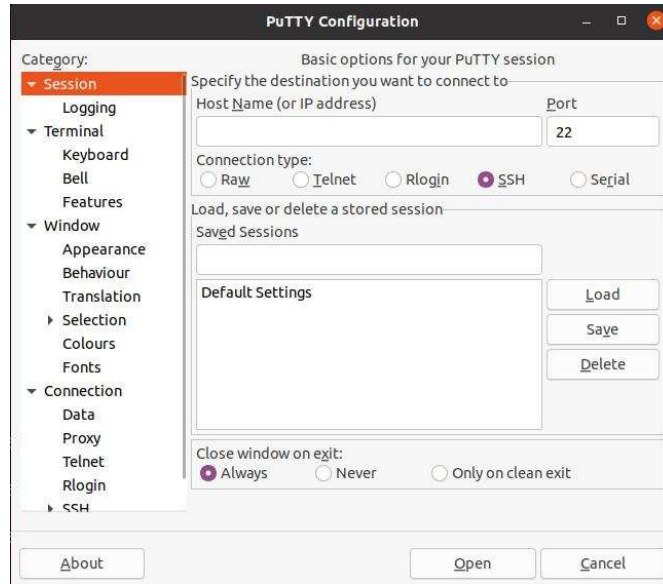 PuTTY Configuration
Category:
Session
Logging
Terminal
Keyboard
Bell
Features
Window
Appearance
Behaviour
Translation
Selection
Colours
Fonts
Connection
Data
Proxy
Telnet
Rlogin
SSH
Basic options for your PuTTY session
Specify the destination you want to connect to
Host Name (or IP address) Port
22
Connection type:
Raw Telnet Rlogin SSH Serial
Load, save or delete a stored session
Saved Sessions
Default Settings
Load
Save
Delete
Close window on exit:
Always Never Only on clean exit
About Open Cancel